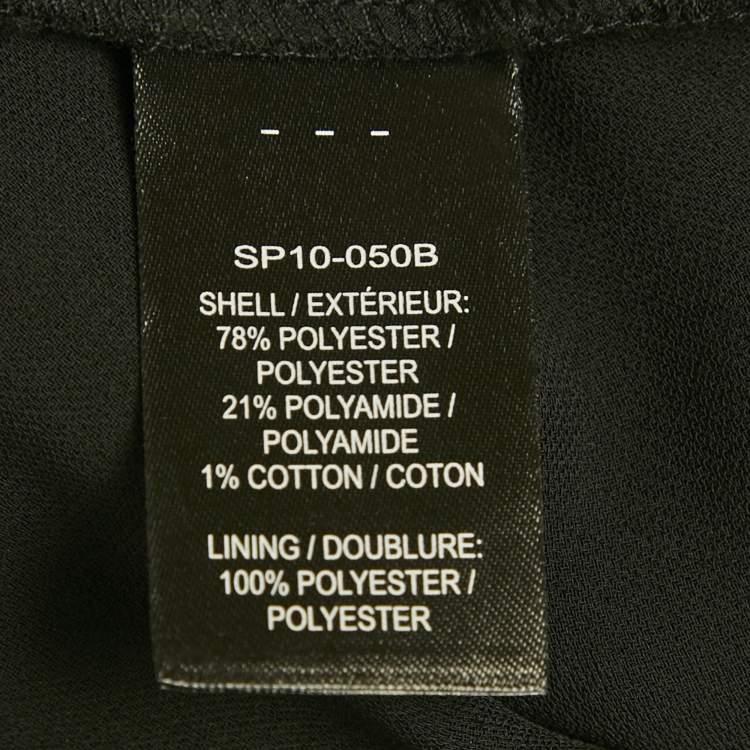 - - -
SP10-050B
SHELL / EXTÉRIEUR:
78% POLYESTER /
POLYESTER
21% POLYAMIDE /
POLYAMIDE
1% COTTON / COTON
LINING / DOUBLURE:
100% POLYESTER /
POLYESTER